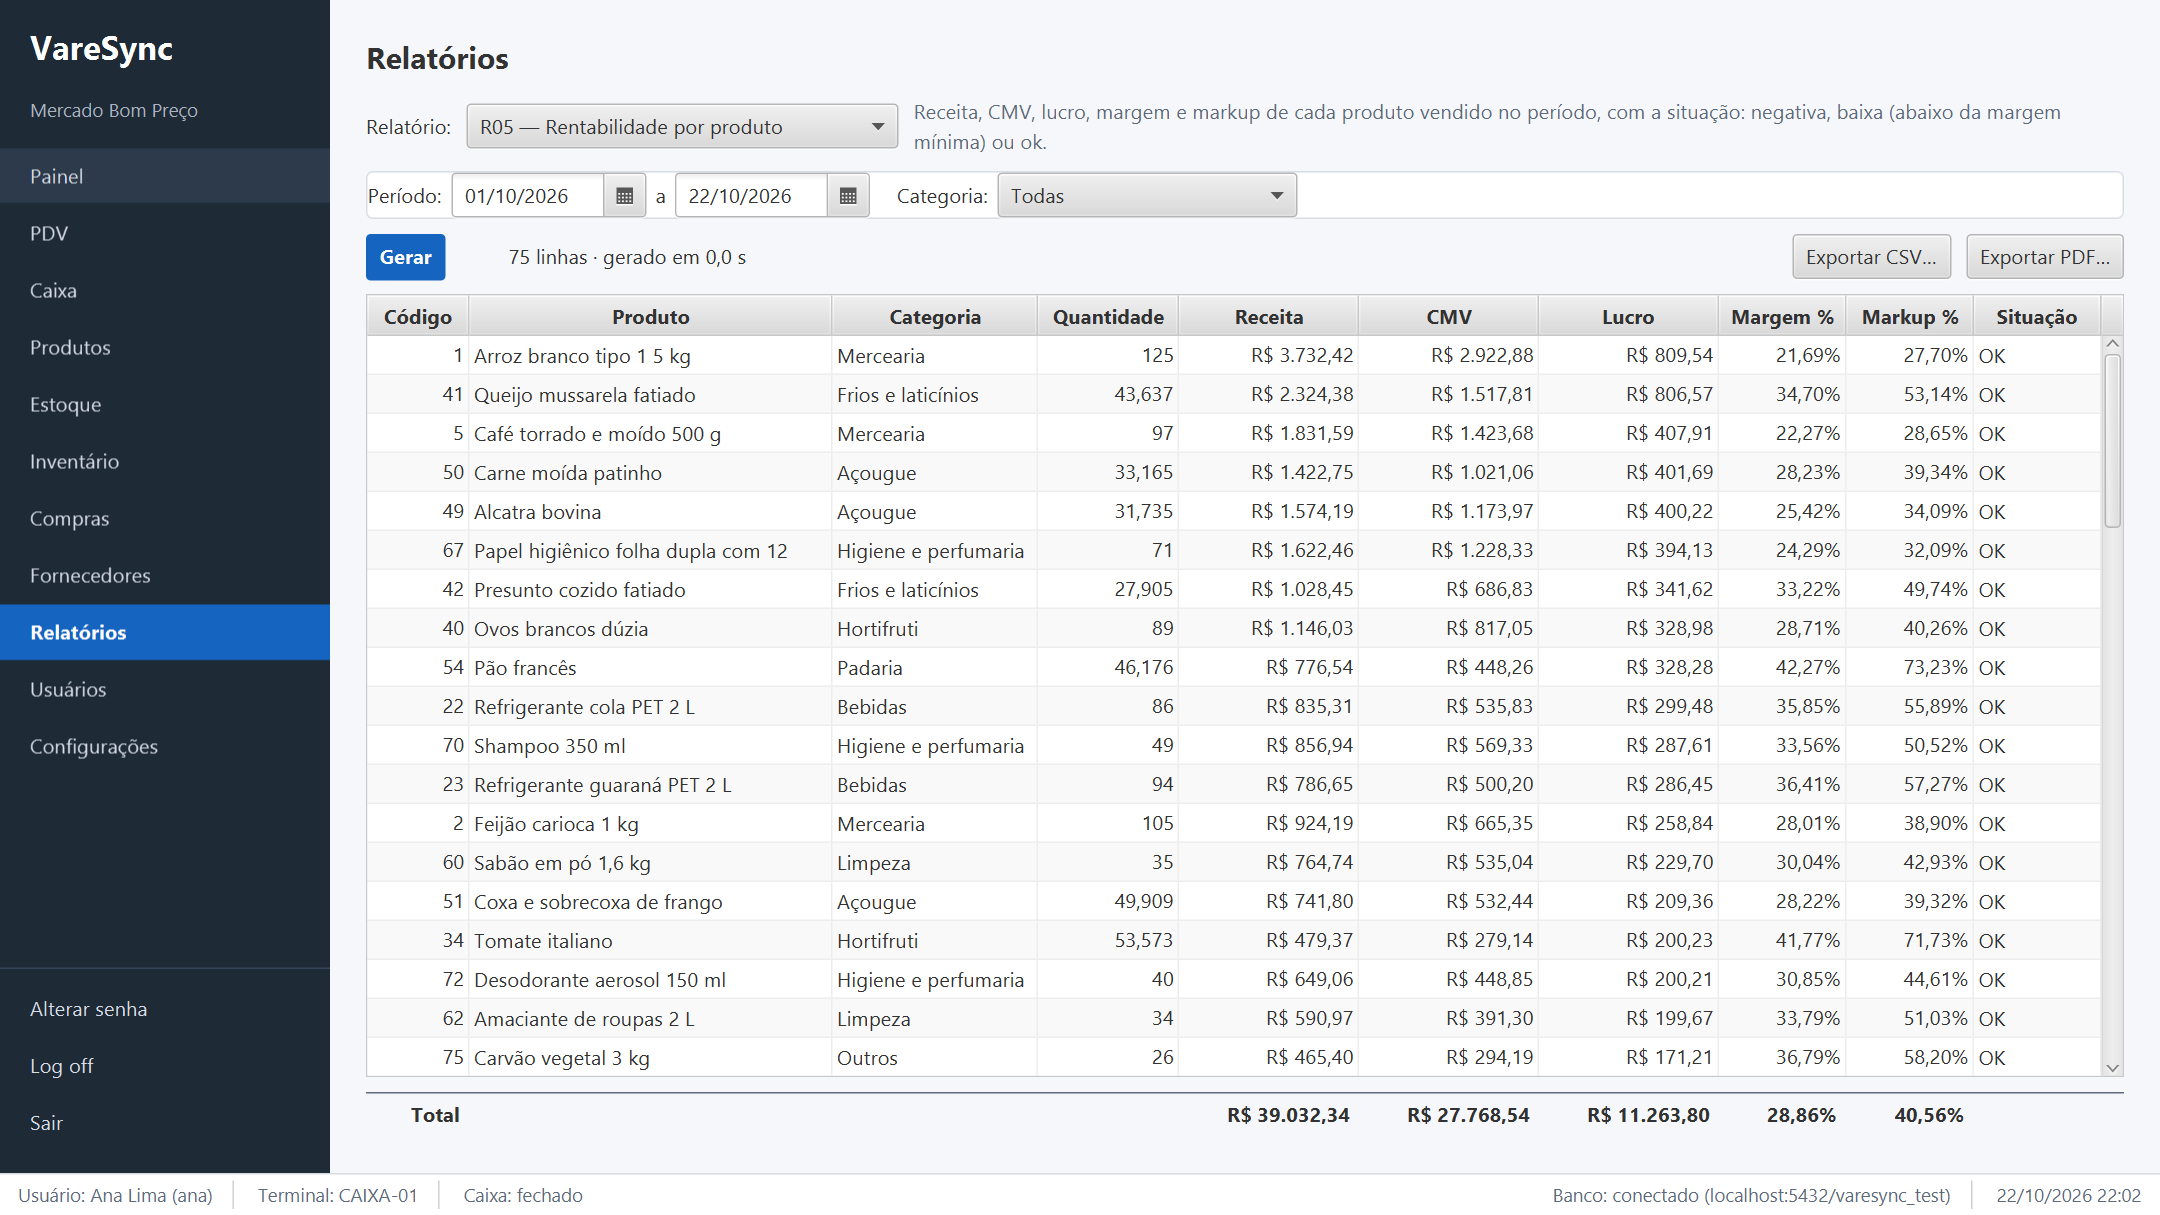 VareSync
Mercado Bom Preço
Painel
PDV
Caixa
Produtos
Estoque
Inventário
Compras
Fornecedores
Relatórios
Usuários
Configurações
Alterar senha
Log off
Sair
Relatórios
Relatório: R05 — Rentabilidade por produto
Receita, CMV, lucro, margem e markup de cada produto vendido no período, com a situação: negativa, baixa (abaixo da margem
mínima) ou ok.
Período: 01/10/2026 a 22/10/2026 Categoria: Todas
Gerar 75 linhas · gerado em 0,0 s Exportar CSV... Exportar PDF...
Código Produto Categoria Quantidade Receita CMV Lucro Margem % Markup % Situação
1 Arroz branco tipo 1 5 kg Mercearia 125 R$ 3.732,42 R$ 2.922,88 R$ 809,54 21,69% 27,70% OK
41 Queijo mussarela fatiado Frios e laticínios 43,637 R$ 2.324,38 R$ 1.517,81 R$ 806,57 34,70% 53,14% OK
5 Café torrado e moído 500 g Mercearia 97 R$ 1.831,59 R$ 1.423,68 R$ 407,91 22,27% 28,65% OK
50 Carne moída patinho Açougue 33,165 R$ 1.422,75 R$ 1.021,06 R$ 401,69 28,23% 39,34% OK
49 Alcatra bovina Açougue 31,735 R$ 1.574,19 R$ 1.173,97 R$ 400,22 25,42% 34,09% OK
67 Papel higiênico folha dupla com 12 Higiene e perfumaria 71 R$ 1.622,46 R$ 1.228,33 R$ 394,13 24,29% 32,09% OK
42 Presunto cozido fatiado Frios e laticínios 27,905 R$ 1.028,45 R$ 686,83 R$ 341,62 33,22% 49,74% OK
40 Ovos brancos dúzia Hortifruti 89 R$ 1.146,03 R$ 817,05 R$ 328,98 28,71% 40,26% OK
54 Pão francês Padaria 46,176 R$ 776,54 R$ 448,26 R$ 328,28 42,27% 73,23% OK
22 Refrigerante cola PET 2 L Bebidas 86 R$ 835,31 R$ 535,83 R$ 299,48 35,85% 55,89% OK
70 Shampoo 350 ml Higiene e perfumaria 49 R$ 856,94 R$ 569,33 R$ 287,61 33,56% 50,52% OK
23 Refrigerante guaraná PET 2 L Bebidas 94 R$ 786,65 R$ 500,20 R$ 286,45 36,41% 57,27% OK
2 Feijão carioca 1 kg Mercearia 105 R$ 924,19 R$ 665,35 R$ 258,84 28,01% 38,90% OK
60 Sabão em pó 1,6 kg Limpeza 35 R$ 764,74 R$ 535,04 R$ 229,70 30,04% 42,93% OK
51 Coxa e sobrecoxa de frango Açougue 49,909 R$ 741,80 R$ 532,44 R$ 209,36 28,22% 39,32% OK
34 Tomate italiano Hortifruti 53,573 R$ 479,37 R$ 279,14 R$ 200,23 41,77% 71,73% OK
72 Desodorante aerosol 150 ml Higiene e perfumaria 40 R$ 649,06 R$ 448,85 R$ 200,21 30,85% 44,61% OK
62 Amaciante de roupas 2 L Limpeza 34 R$ 590,97 R$ 391,30 R$ 199,67 33,79% 51,03% OK
75 Carvão vegetal 3 kg Outros 26 R$ 465,40 R$ 294,19 R$ 171,21 36,79% 58,20% OK
Total R$ 39.032,34 R$ 27.768,54 R$ 11.263,80 28,86% 40,56%
Usuário: Ana Lima (ana) Terminal: CAIXA-01 Caixa: fechado Banco: conectado (localhost:5432/varesync_test) 22/10/2026 22:02